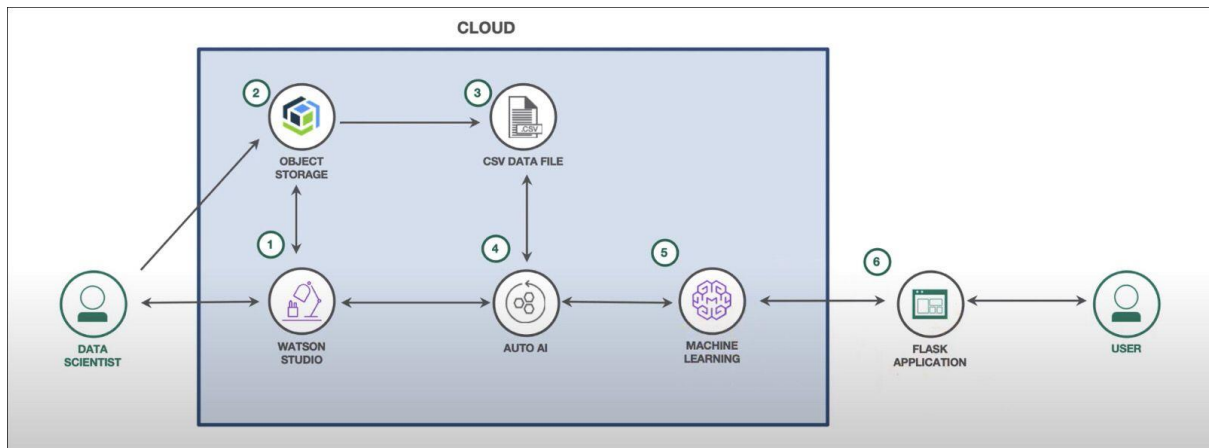 CLOUD
2
3
.CSV
OBJECT
STORAGE
CSV DATA FILE
1
4
5
6
DATA
SCIENTIST
WATSON
STUDIO
AUTO AI
MACHINE
LEARNING
FLASK
APPLICATION
USER